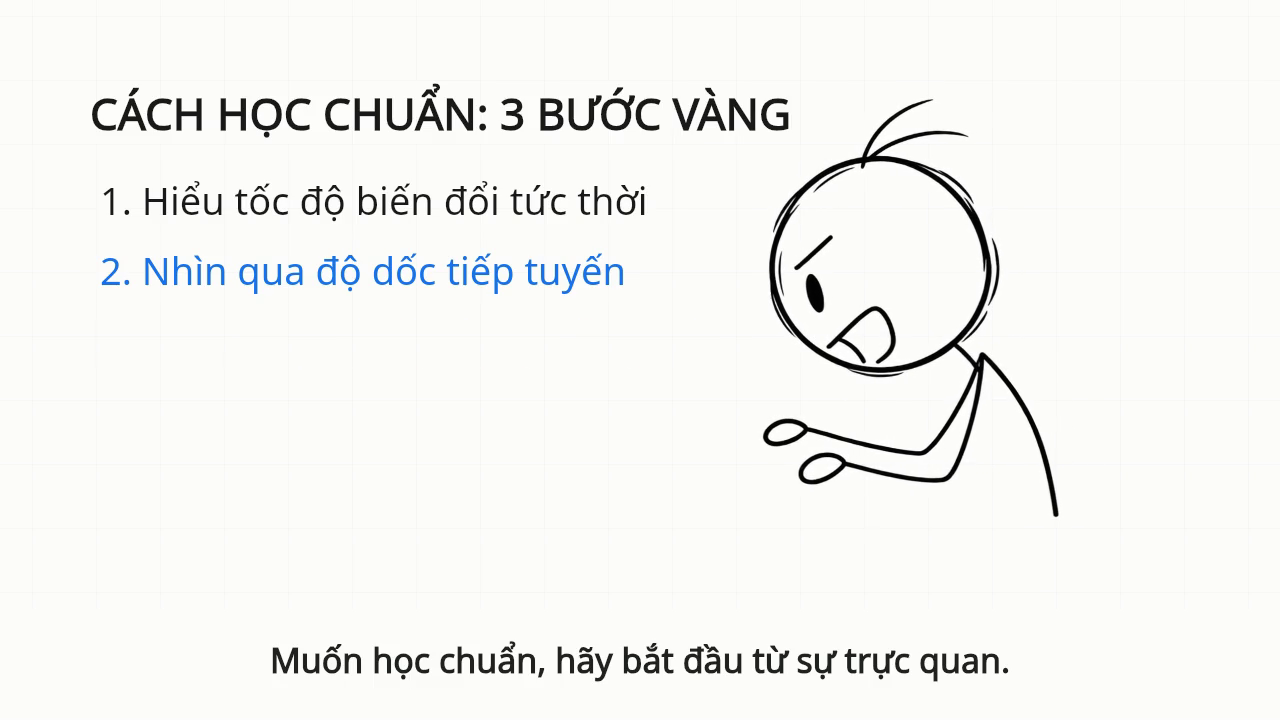 CÁCH HỌC CHUẨN: 3 BƯỚC VÀNG
1. Hiểu tốc độ biến đổi tức thời
2. Nhìn qua độ dốc tiếp tuyến
Muốn học chuẩn, hãy bắt đầu từ sự trực quan.